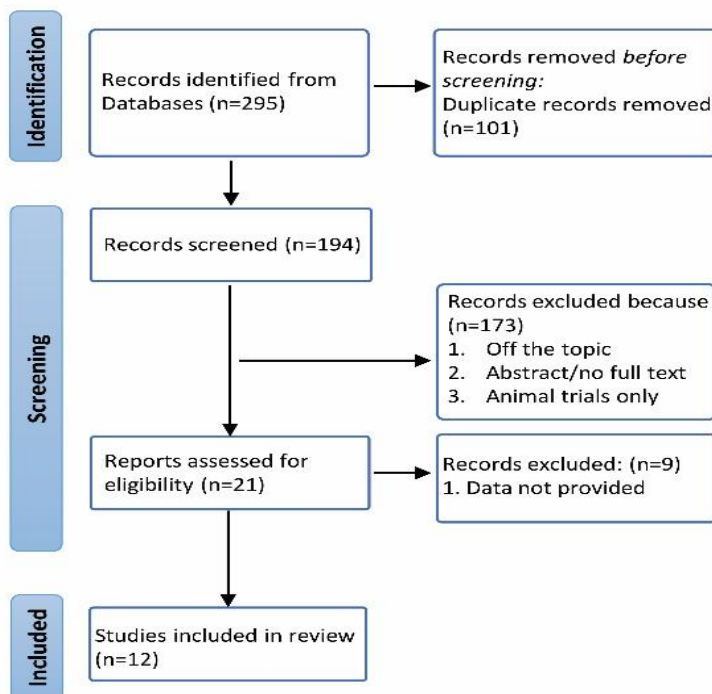 Identification
Records identified from
Databases (n=295)
Records removed before
screening:
Duplicate records removed
(n=101)
Screening
Records screened (n=194)
Records excluded because
(n=173)
1. Off the topic
2. Abstract/no full text
3. Animal trials only
Reports assessed for
eligibility (n=21)
Records excluded: (n=9)
1. Data not provided
Included
Studies included in review
(n=12)